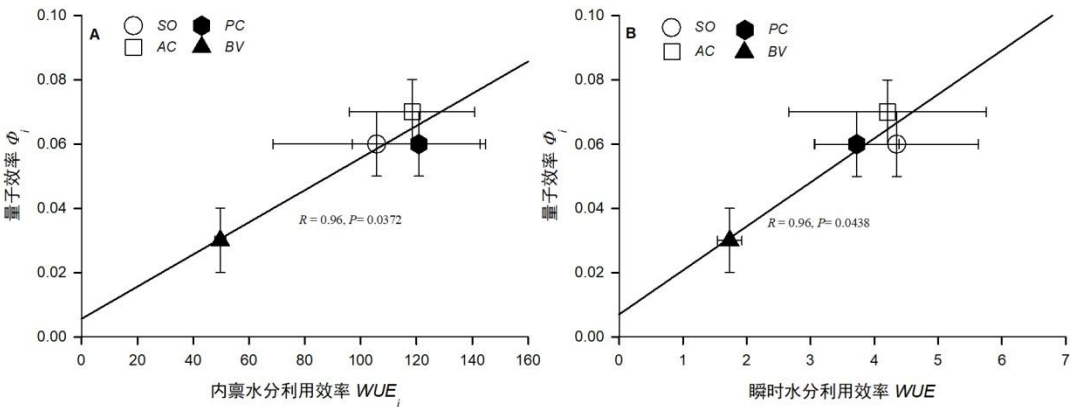 A
SO
PC
AC
BV
0.10
0.08
0.06
0.04
0.02
0.00
量子效率 Φi
R = 0.96, P= 0.0372
0 20 40 60 80 100 120 140 160
内禀水分利用效率 WUEi
B
SO
PC
AC
BV
0.10
0.08
0.06
0.04
0.02
0.00
量子效率 Φi
R = 0.96, P= 0.0438
0 1 2 3 4 5 6 7
瞬时水分利用效率 WUE